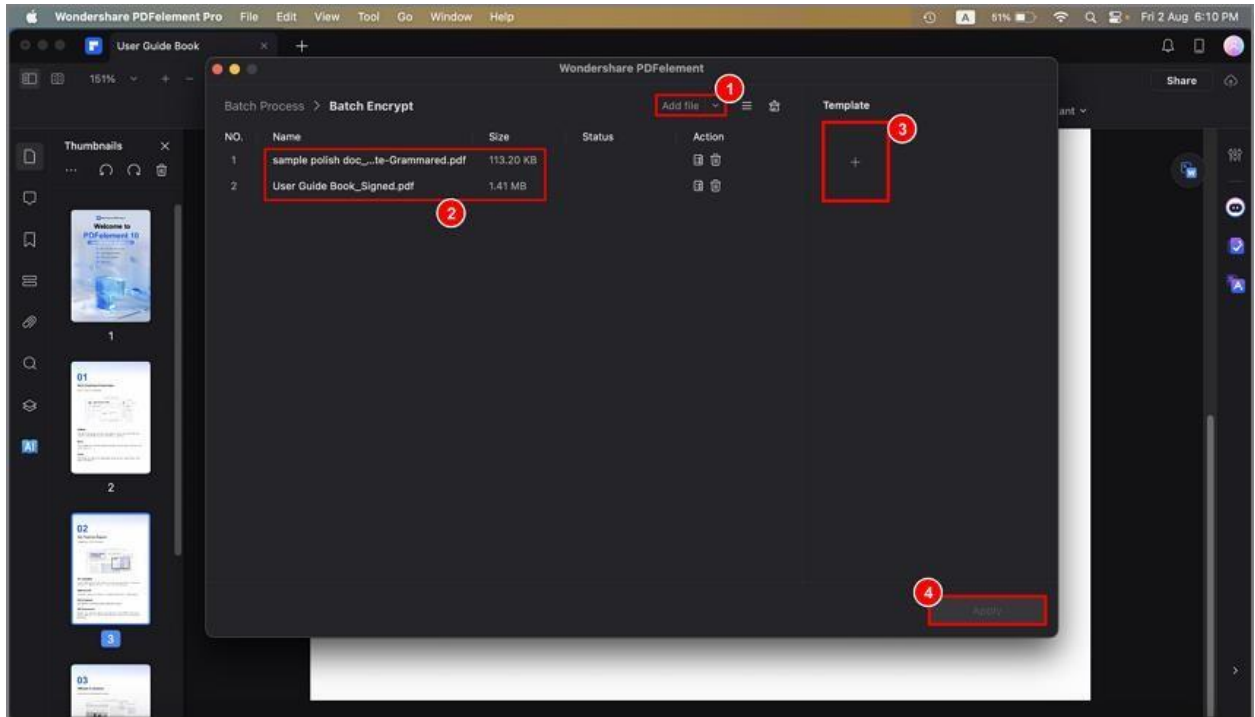 Wondershare PDFelement Pro File Edit View Tool Go Window Help A 51% Fri 2 Aug 6:10 PM
User Guide Book × +
151% + −
Share
Wondershare PDFelement
Batch Process > Batch Encrypt
Add file
1
Template
3
ant
NO. Name Size Status Action
1 sample polish doc_...te-Grammared.pdf 113.20 KB
2 User Guide Book_Signed.pdf 1.41 MB
2
+
Thumbnails ×
...
Welcome to
PDFelement 10
1
01
2
02
3
03
AI
A
4
Apply